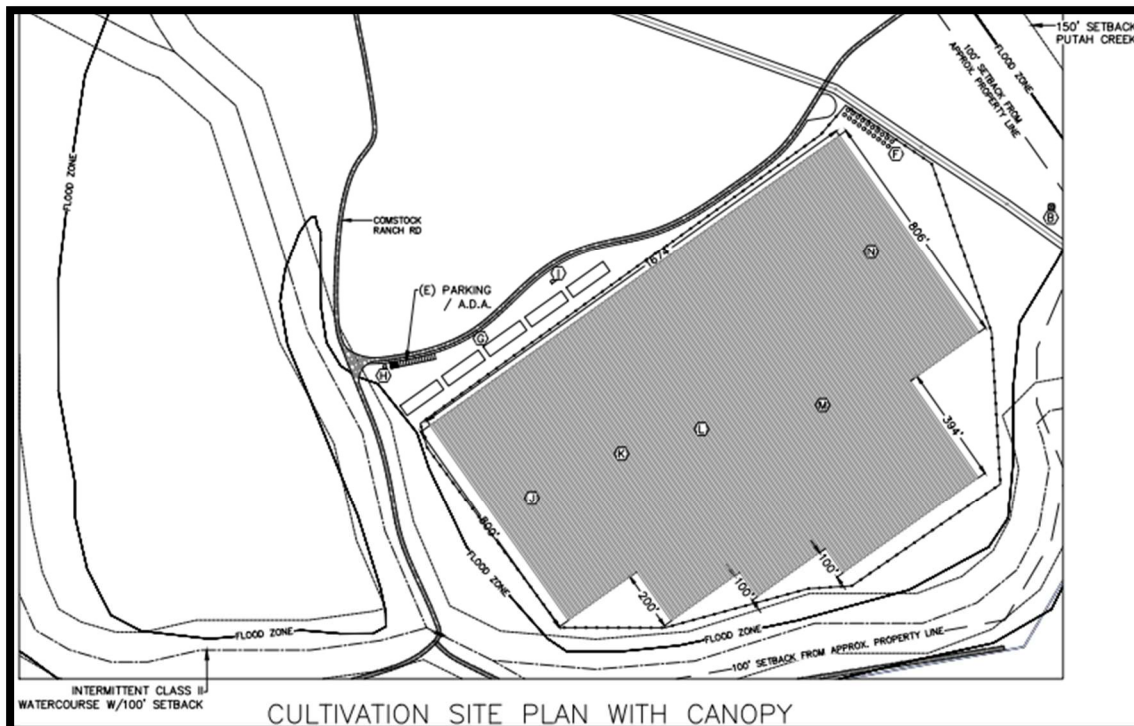 150' SETBACK
PUTAH CREEK
FLOOD ZONE
100' SETBACK FROM
APPROX. PROPERTY LINE
FLOOD ZONE
F
B
COMSTOCK
RANCH RD
806'
N
1674'
I
(E) PARKING
/ A.D.A.
G
H
M
394'
L
K
J
800'
FLOOD ZONE
100'
100'
200'
FLOOD ZONE
FLOOD ZONE
100' SETBACK FROM APPROX. PROPERTY LINE
INTERMITTENT CLASS II
WATERCOURSE W/100' SETBACK
CULTIVATION SITE PLAN WITH CANOPY